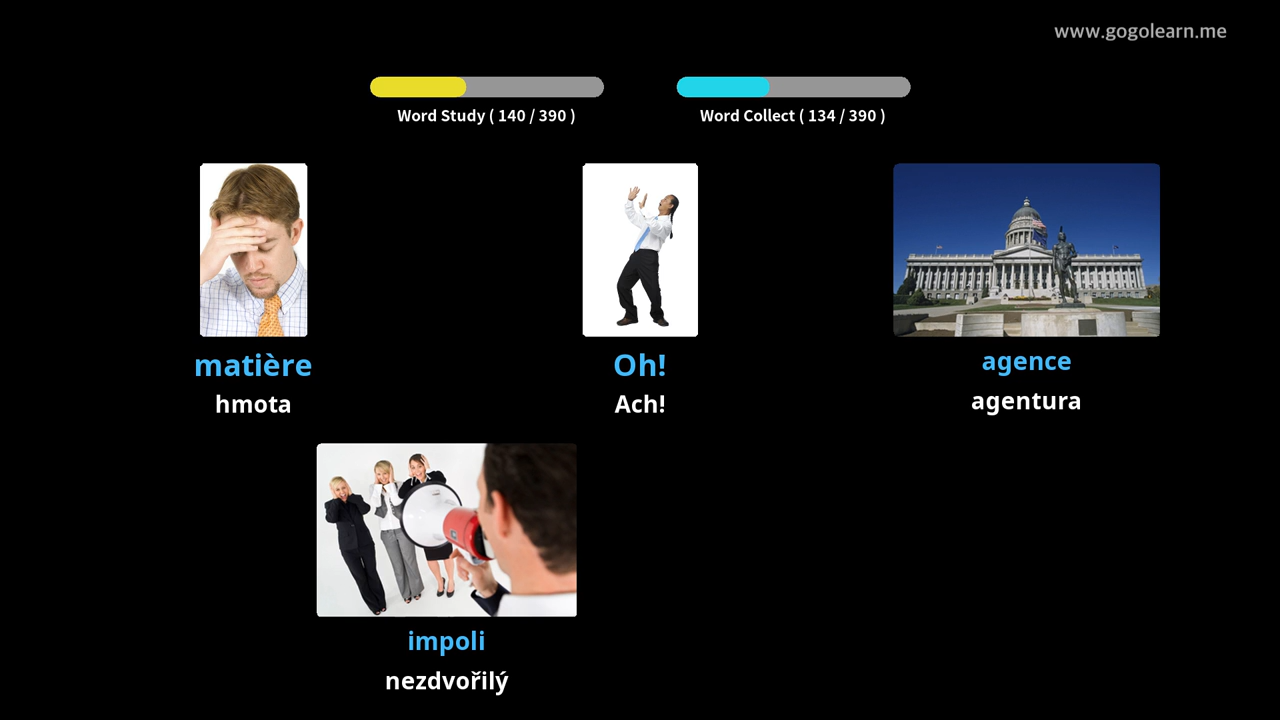 www.gogolearn.me
Word Study ( 140 / 390 )
Word Collect ( 134 / 390 )
matière
hmota
Oh!
Ach!
agence
agentura
impoli
nezdvořilý